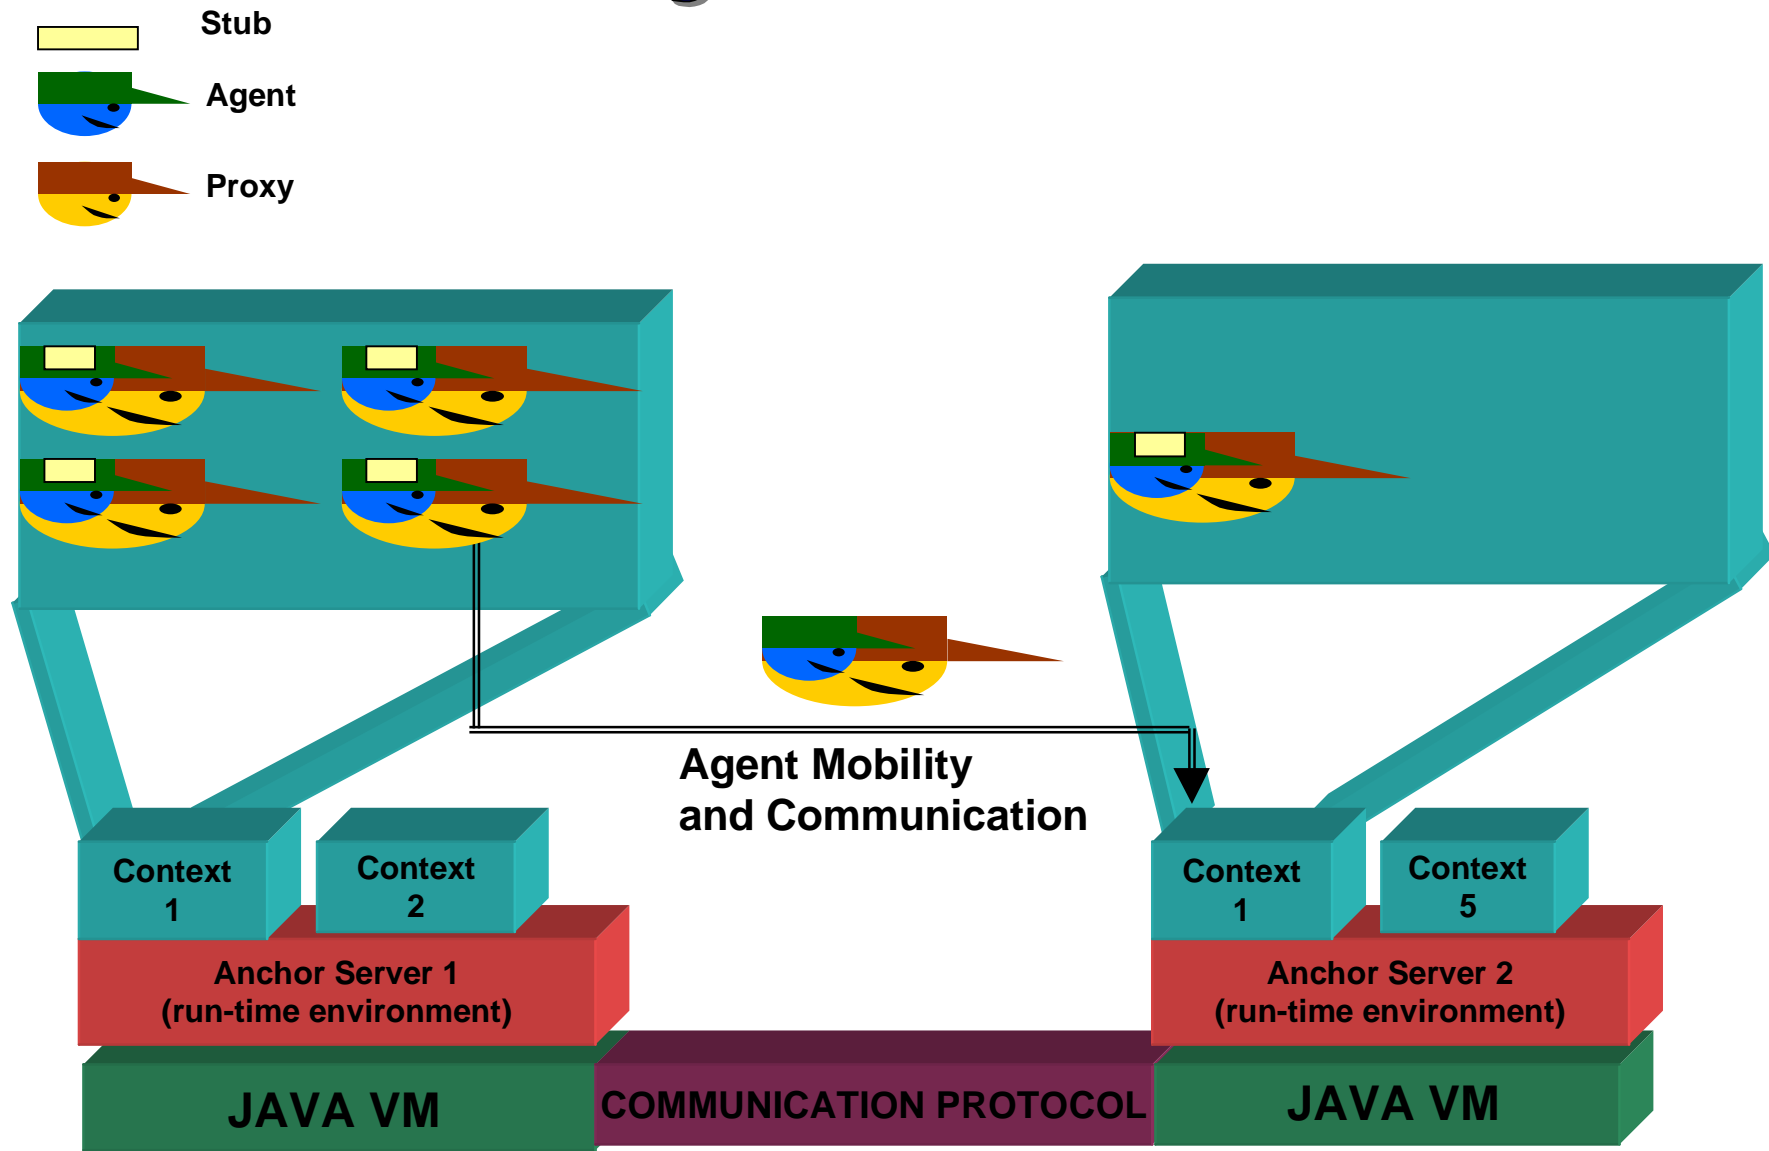 Stub
Agent
Proxy
Agent Mobility
and Communication
Context
1
Context
2
Context
1
Context
5
Anchor Server 1
(run-time environment)
Anchor Server 2
(run-time environment)
JAVA VM
COMMUNICATION PROTOCOL
JAVA VM